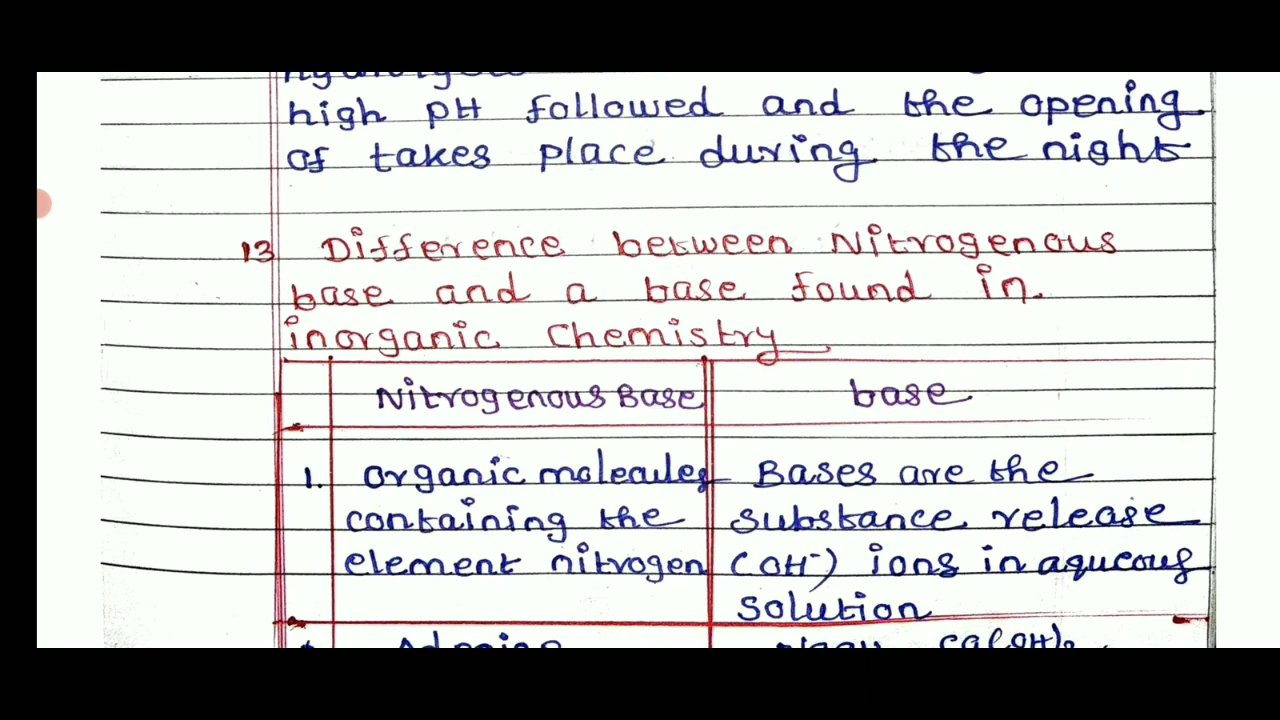 high pH followed and the opening
of takes place during the night
13 Difference between Nitrogenous
base and a base found in.
inorganic Chemistry
Nitrogenous Base base
1. organic molecules Bases are the
containing the substance release
element nitrogen (OH⁻) ions in aqueous
solution